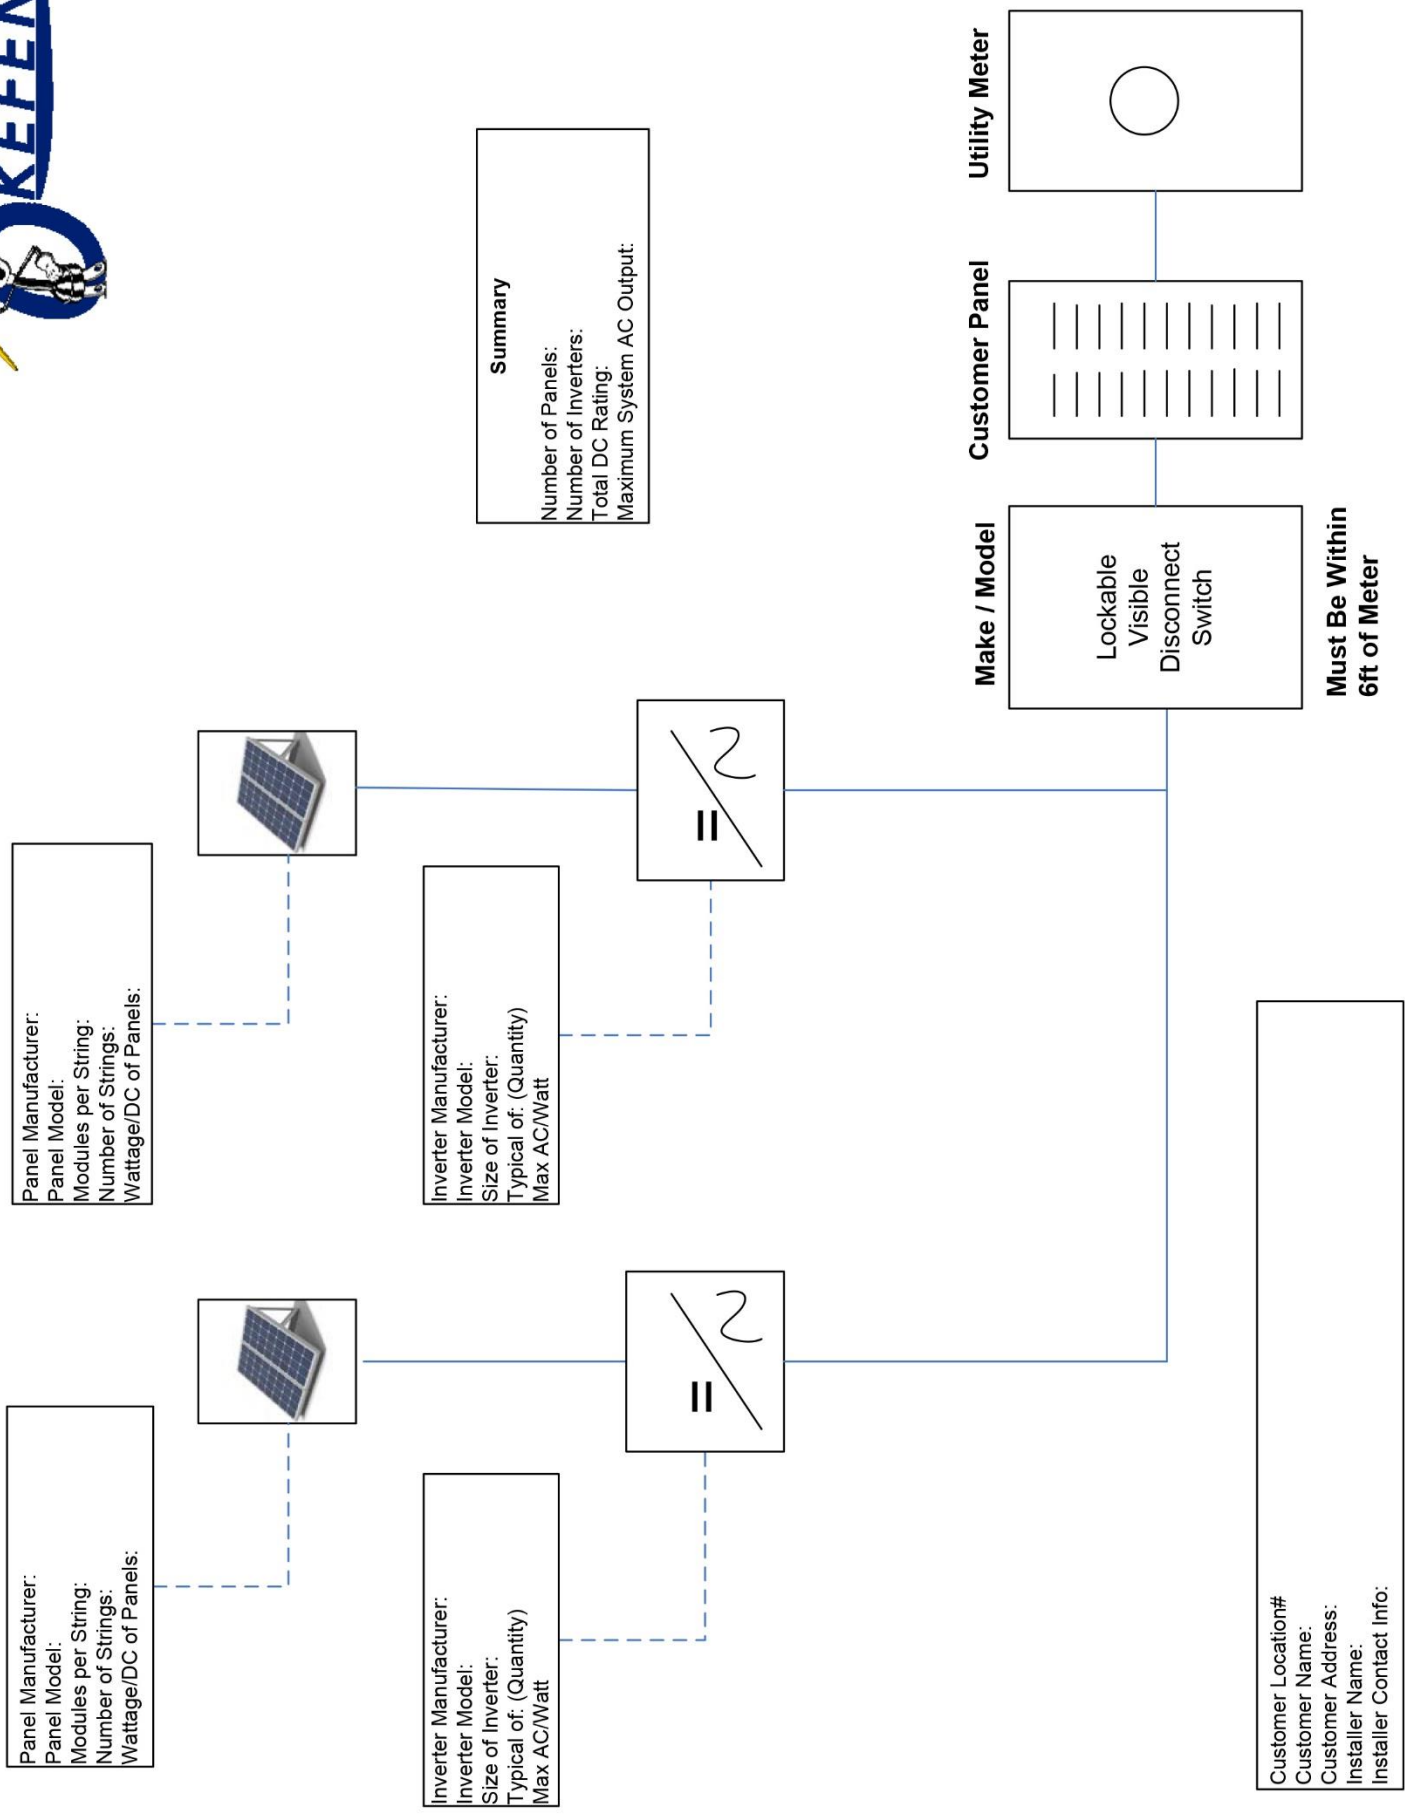 OKEFEN
Panel Manufacturer:
Panel Model:
Modules per String:
Number of Strings:
Wattage/DC of Panels:
Panel Manufacturer:
Panel Model:
Modules per String:
Number of Strings:
Wattage/DC of Panels:
Inverter Manufacturer:
Inverter Model:
Size of Inverter:
Typical of: (Quantity)
Max AC/Watt
Inverter Manufacturer:
Inverter Model:
Size of Inverter:
Typical of: (Quantity)
Max AC/Watt
Summary
Number of Panels:
Number of Inverters:
Total DC Rating:
Maximum System AC Output:
Make / Model
Lockable
Visible
Disconnect
Switch
Must Be Within
6ft of Meter
Customer Panel
Utility Meter
Customer Location#
Customer Name:
Customer Address:
Installer Name:
Installer Contact Info: